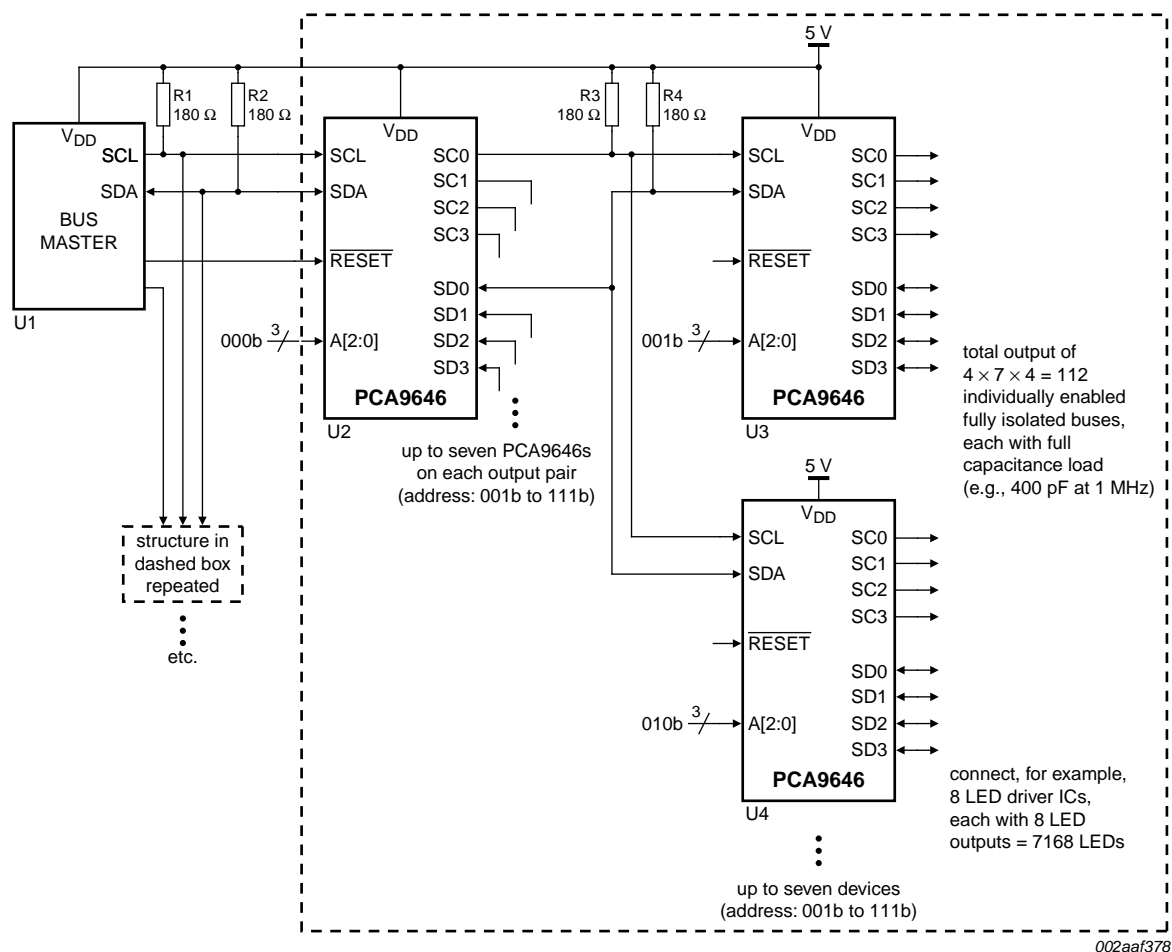 5 V
R1
180 Ω
R2
180 Ω
R3
180 Ω
R4
180 Ω
VDD
SCL
SDA
BUS
MASTER
U1
VDD
SCL
SDA
RESET
000b
3
A[2:0]
SC0
SC1
SC2
SC3
SD0
SD1
SD2
SD3
PCA9646
U2
up to seven PCA9646s
on each output pair
(address: 001b to 111b)
VDD
SCL
SDA
RESET
001b
3
A[2:0]
SC0
SC1
SC2
SC3
SD0
SD1
SD2
SD3
PCA9646
U3
total output of
4 × 7 × 4 = 112
individually enabled
fully isolated buses,
each with full
capacitance load
(e.g., 400 pF at 1 MHz)
structure in
dashed box
repeated
etc.
5 V
VDD
SCL
SDA
RESET
010b
3
A[2:0]
SC0
SC1
SC2
SC3
SD0
SD1
SD2
SD3
PCA9646
U4
connect, for example,
8 LED driver ICs,
each with 8 LED
outputs = 7168 LEDs
up to seven devices
(address: 001b to 111b)
002aaf378